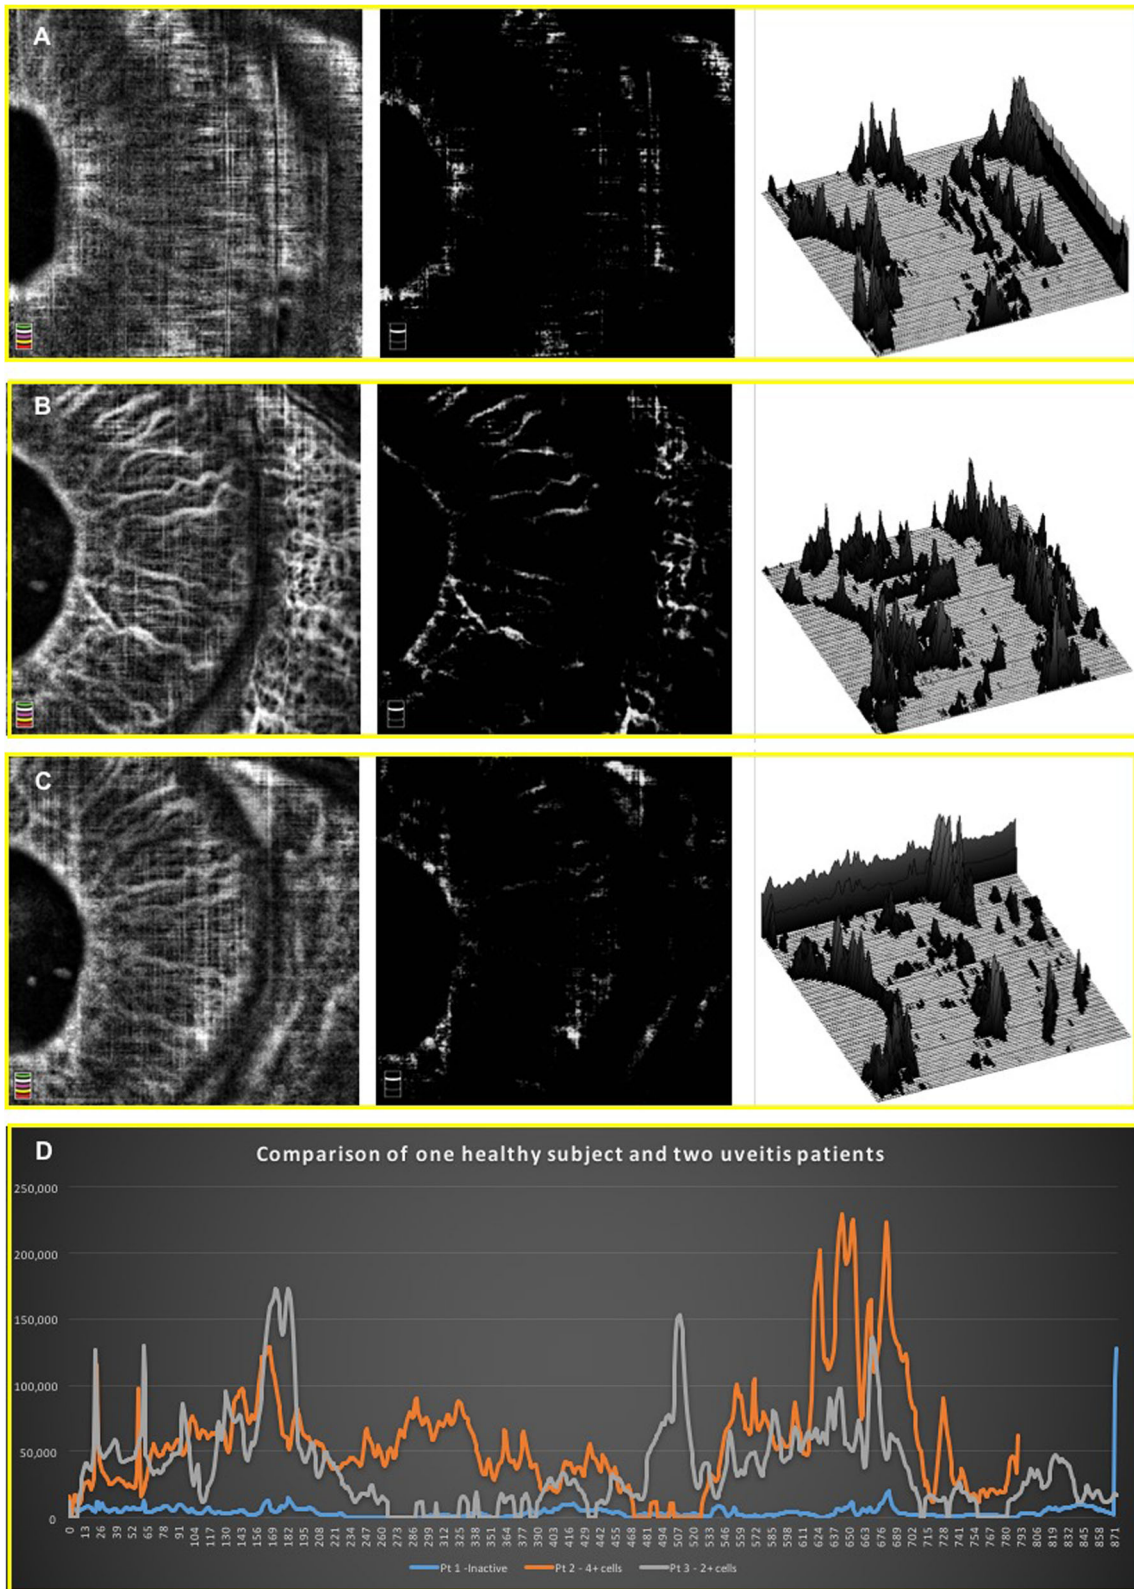 A
B
C
D
Comparison of one healthy subject and two uveitis patients
250,000
200,000
150,000
100,000
50,000
0
0 13 26 39 52 65 78 91 104 117 130 143 156 169 182 195 208 221 234 247 260 273 286 299 312 325 338 351 364 377 390 403 416 429 442 455 468 481 494 507 520 533 546 559 572 585 598 611 624 637 650 663 676 689 702 715 728 741 754 767 780 793 806 819 832 845 858 871
Pt 1 -Inactive Pt 2 - 4+ cells Pt 3 - 2+ cells